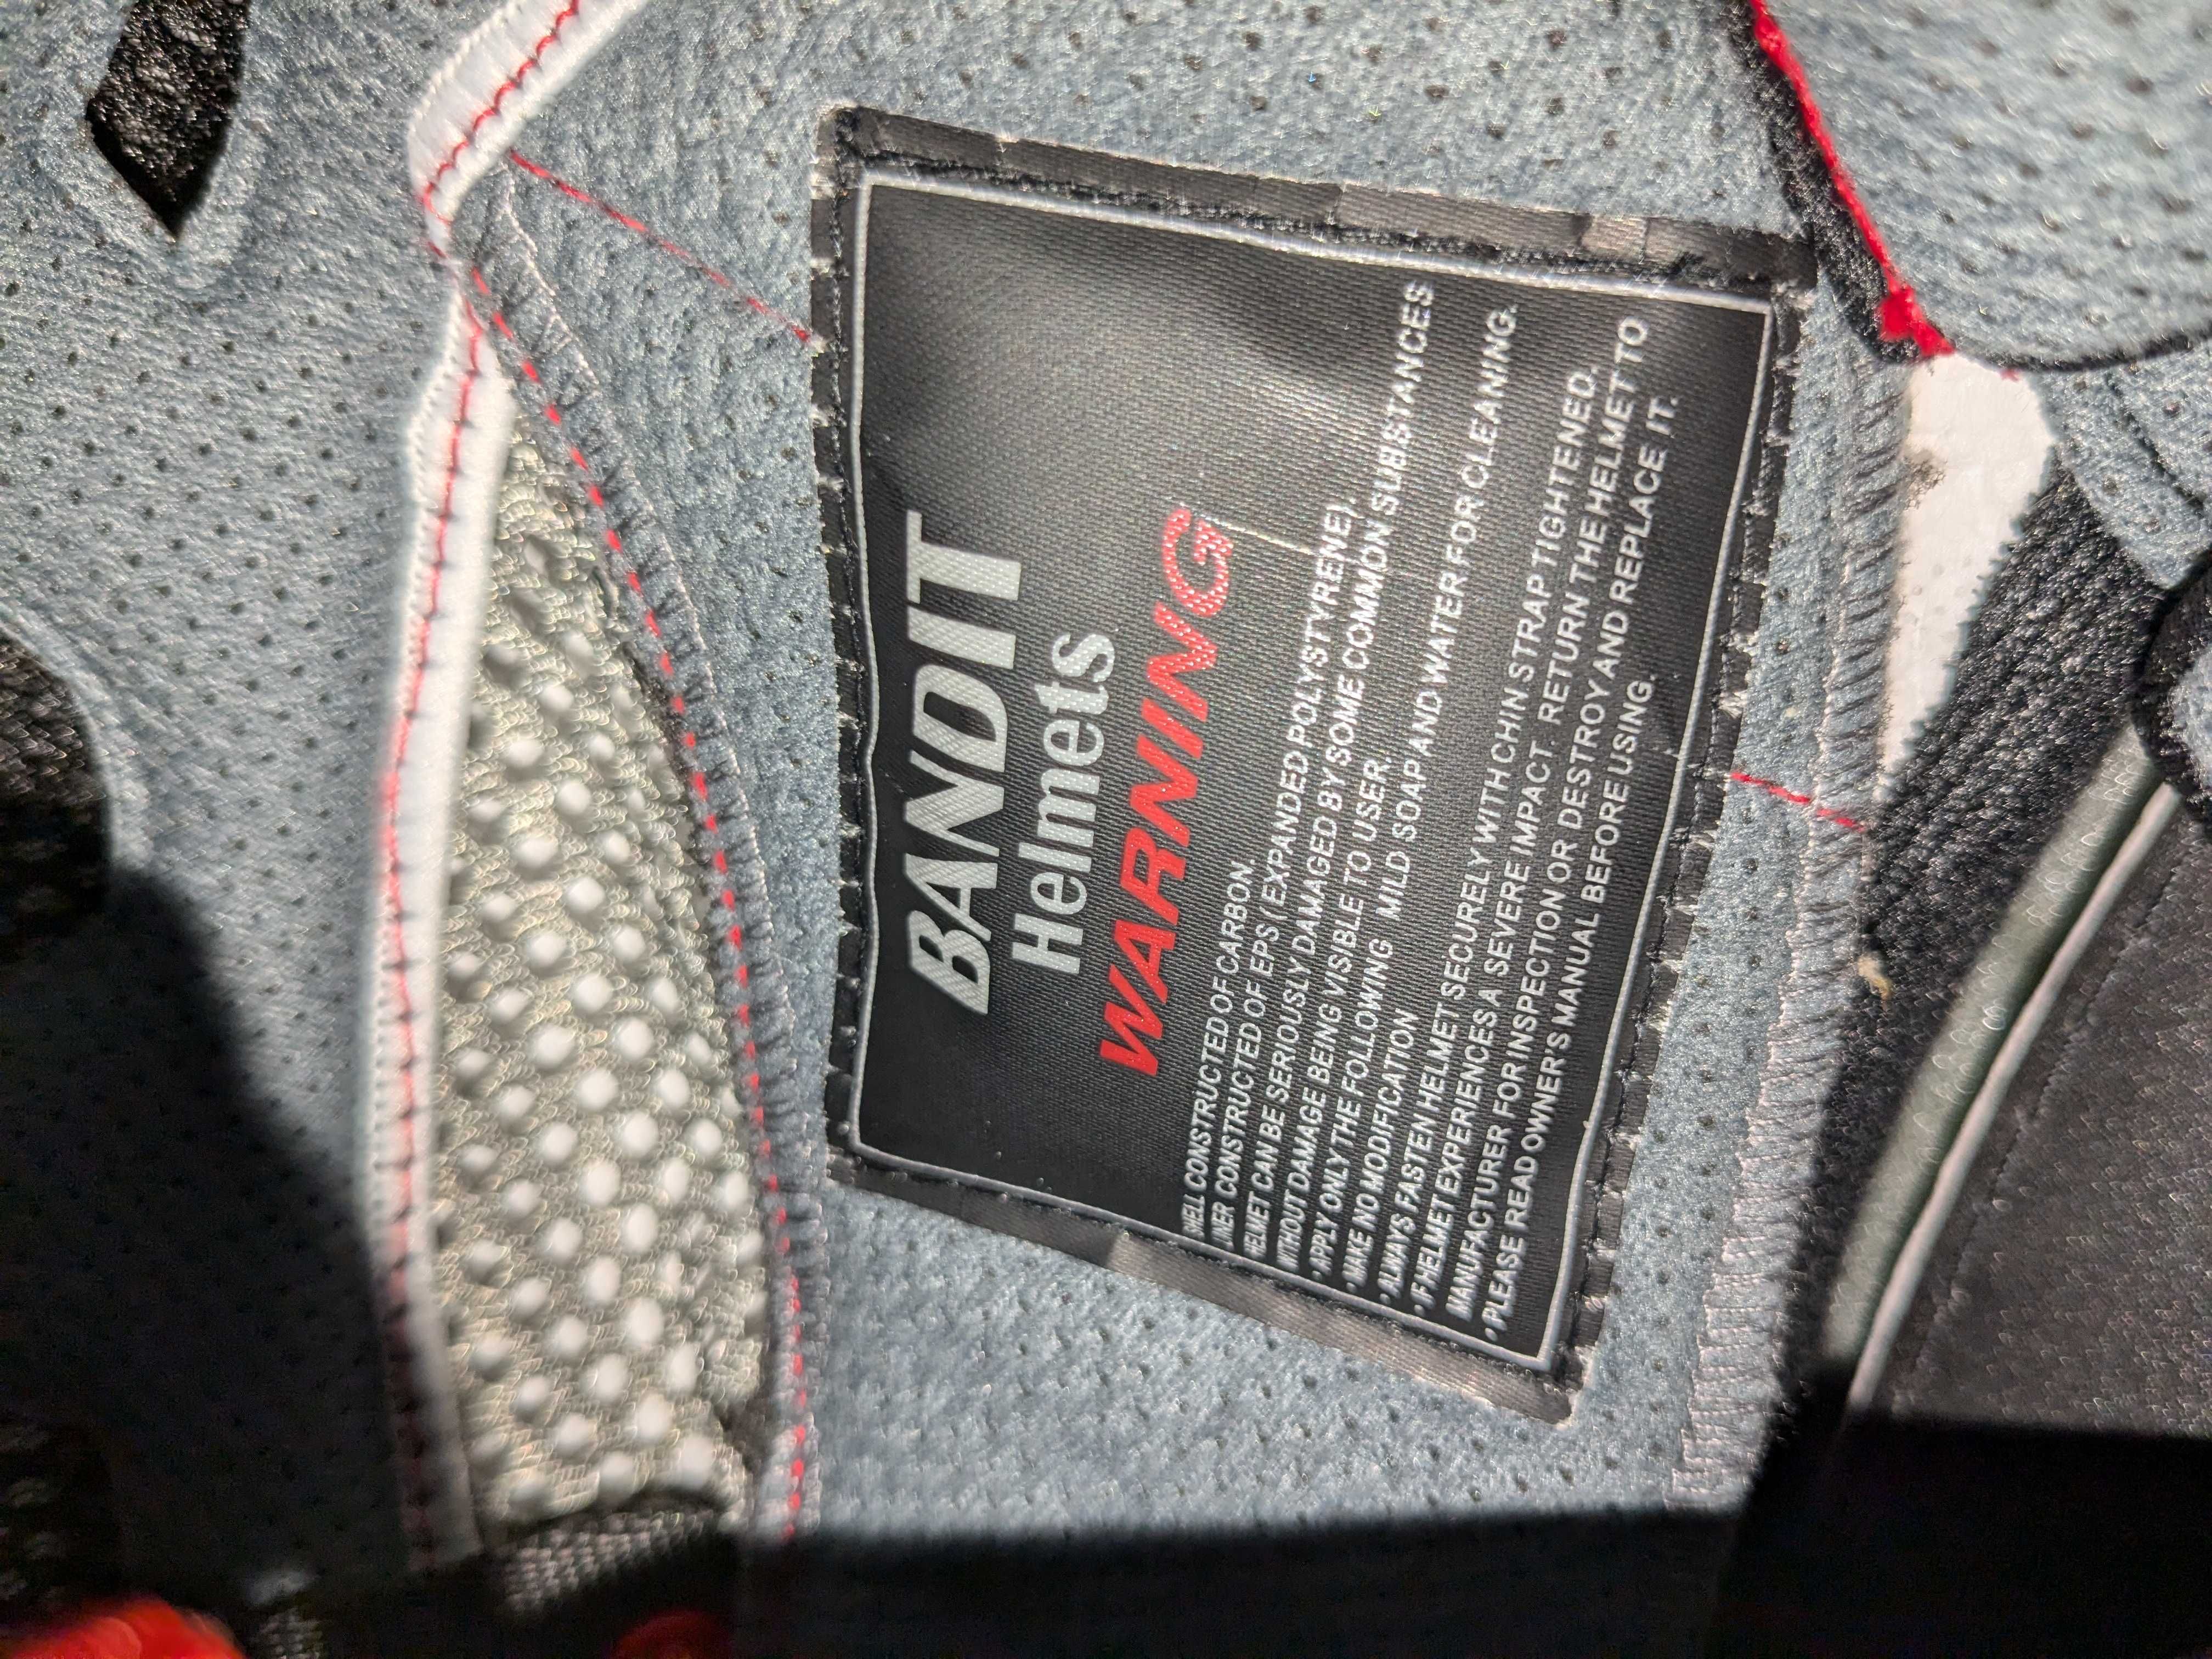 BANDIT
Helmets
WARNING
HELL CONSTRUCTED OF CARBON.
NER CONSTRUCTED OF EPS (EXPANDED POLYSTYRENE).
HELMET CAN BE SERIOUSLY DAMAGED BY SOME COMMON SUBSTANCES
WITHOUT DAMAGE BEING VISIBLE TO USER.
• APPLY ONLY THE FOLLOWING MILD SOAP AND WATER FOR CLEANING.
• MAKE NO MODIFICATION
• ALWAYS FASTEN HELMET SECURELY WITH CHIN STRAP TIGHTENED.
• IF HELMET EXPERIENCES A SEVERE IMPACT. RETURN THE HELMET TO
MANUFACTURER FOR INSPECTION OR DESTROY AND REPLACE IT.
• PLEASE READ OWNER'S MANUAL BEFORE USING.